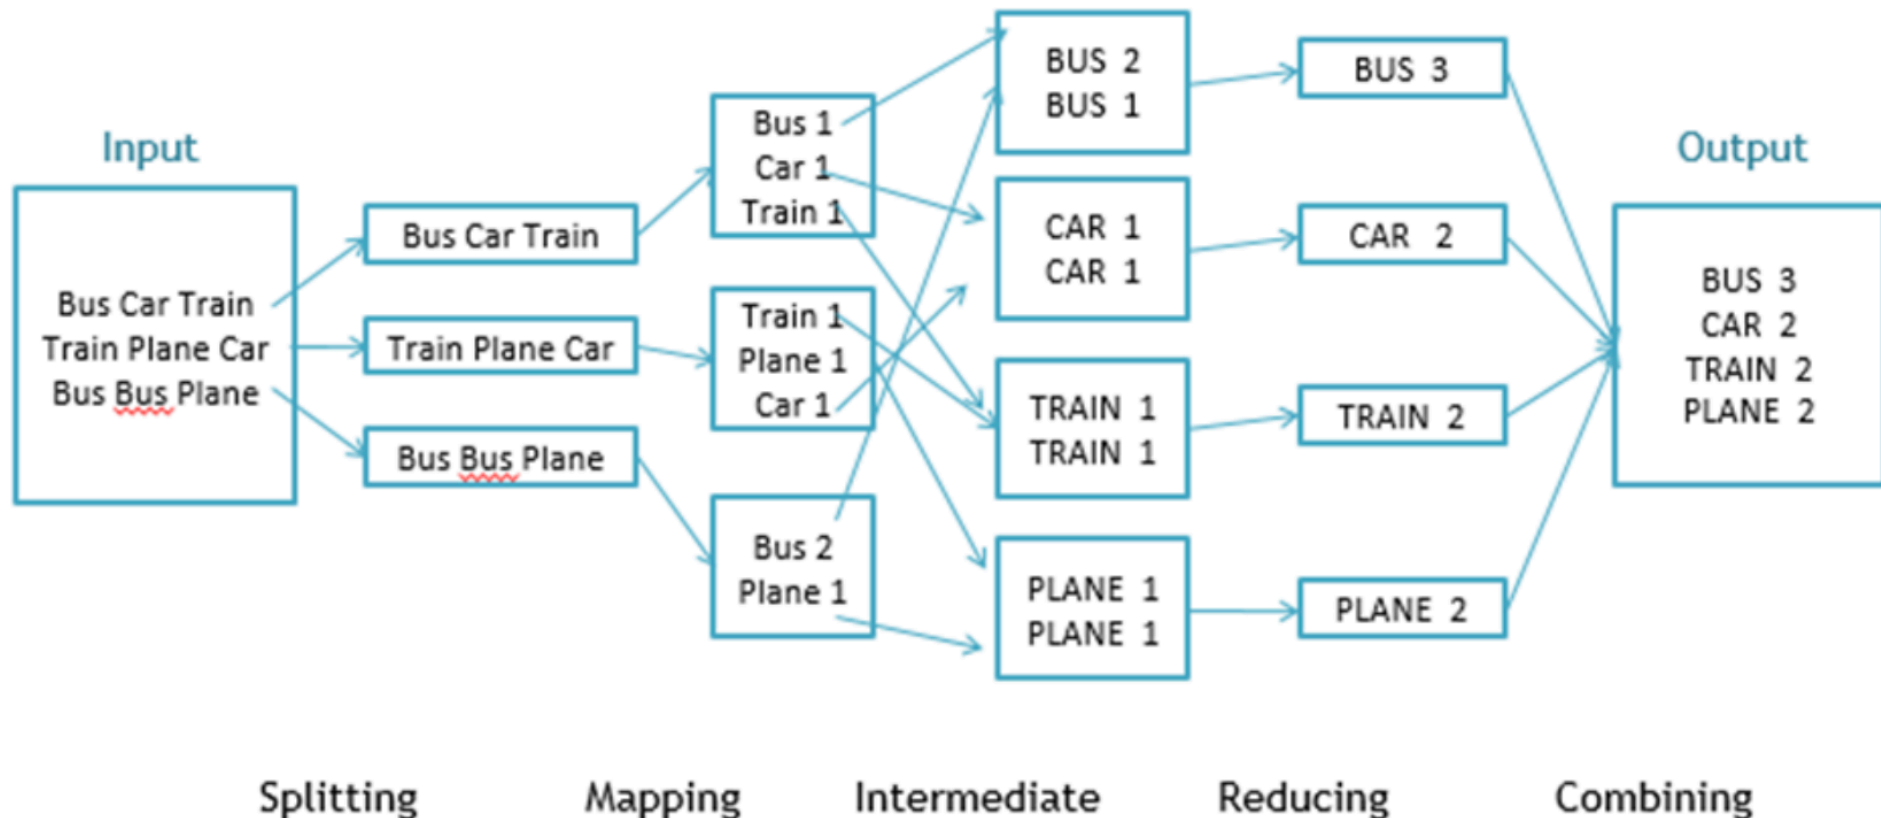 Input
Bus Car Train
Train Plane Car
Bus Bus Plane
Bus Car Train
Train Plane Car
Bus Bus Plane
Bus 1
Car 1
Train 1
Train 1
Plane 1
Car 1
Bus 2
Plane 1
BUS 2
BUS 1
CAR 1
CAR 1
TRAIN 1
TRAIN 1
PLANE 1
PLANE 1
BUS 3
CAR 2
TRAIN 2
PLANE 2
Output
BUS 3
CAR 2
TRAIN 2
PLANE 2
Splitting
Mapping
Intermediate
Reducing
Combining